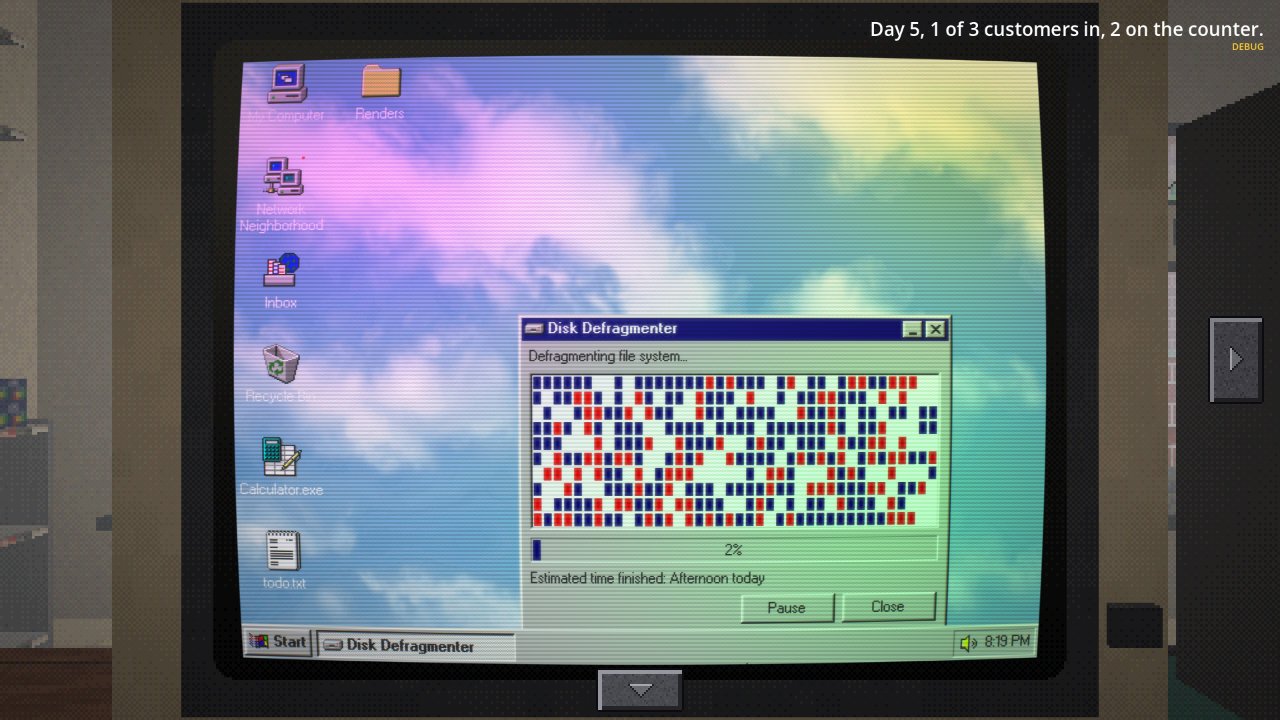 Day 5, 1 of 3 customers in, 2 on the counter.
DEBUG
My Computer
Renders
Network
Neighborhood
Inbox
Recycle Bin
Calculator.exe
todo.txt
Disk Defragmenter
Defragmenting file system...
2%
Estimated time finished: Afternoon today
Pause
Close
Start
Disk Defragmenter
8:19 PM